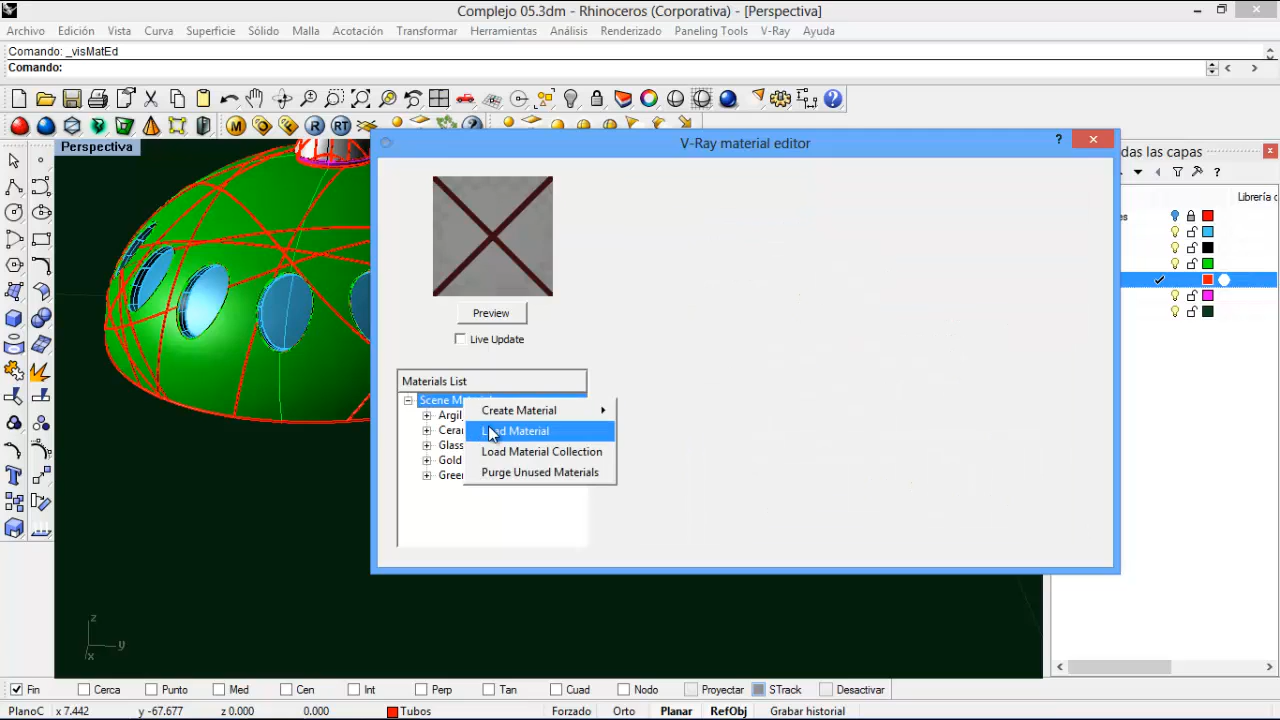 Complejo 05.3dm - Rhinoceros (Corporativa) - [Perspectiva]
Archivo Edición Vista Curva Superficie Sólido Malla Acotación Transformar Herramientas Análisis Renderizado Paneling Tools V-Ray Ayuda
Comando: _visMatEd
Comando:
Perspectiva
V-Ray material editor
das las capas
Librería
Preview
Live Update
Materials List
Scene
Create Material
Load Material
Load Material Collection
Purge Unused Materials
Argil
Ceram
Glass
Gold
Green
z
y
x
Fin Cerca Punto Med Cen Int Perp Tan Cuad Nodo Proyectar STrack Desactivar
PlanoC x 7.442 y -67.677 z 0.000 0.000 Tubos Forzado Orto Planar RefObj Grabar historial